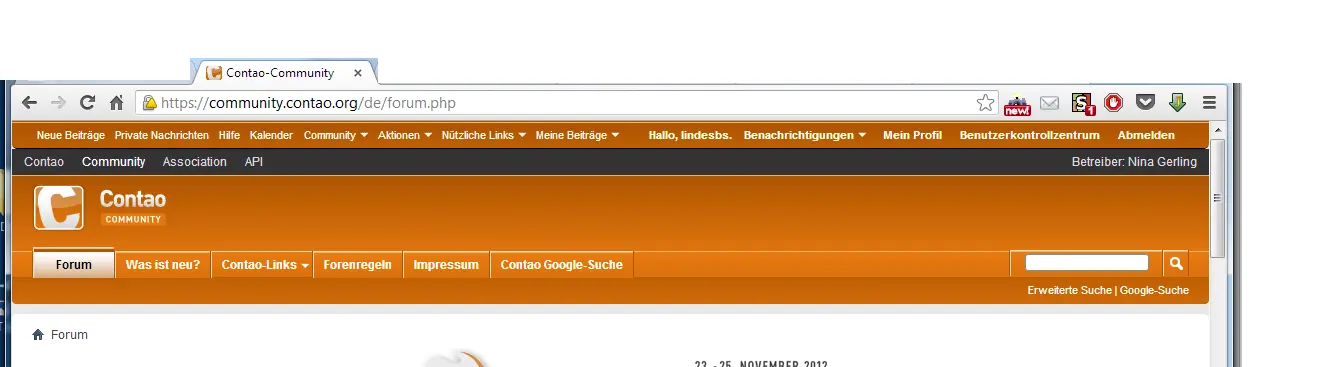 Contao-Community
https://community.contao.org/de/forum.php
new!
S 1
Neue Beiträge Private Nachrichten Hilfe Kalender Community Aktionen Nützliche Links Meine Beiträge Hallo, lindesbs. Benachrichtigungen Mein Profil Benutzerkontrollzentrum Abmelden
Contao Community Association API Betreiber: Nina Gerling
C Contao
COMMUNITY
Forum Was ist neu? Contao-Links Forenregeln Impressum Contao Google-Suche
Erweiterte Suche | Google-Suche
Forum
23. - 25. NOVEMBER 2012